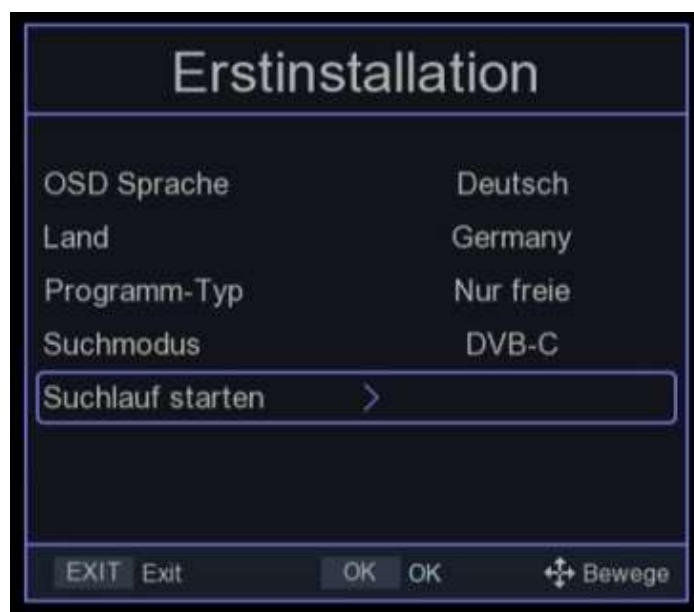 Erstinstallation
OSD Sprache Deutsch
Land Germany
Programm-Typ Nur freie
Suchmodus DVB-C
Suchlauf starten >
EXIT Exit OK OK Bewege